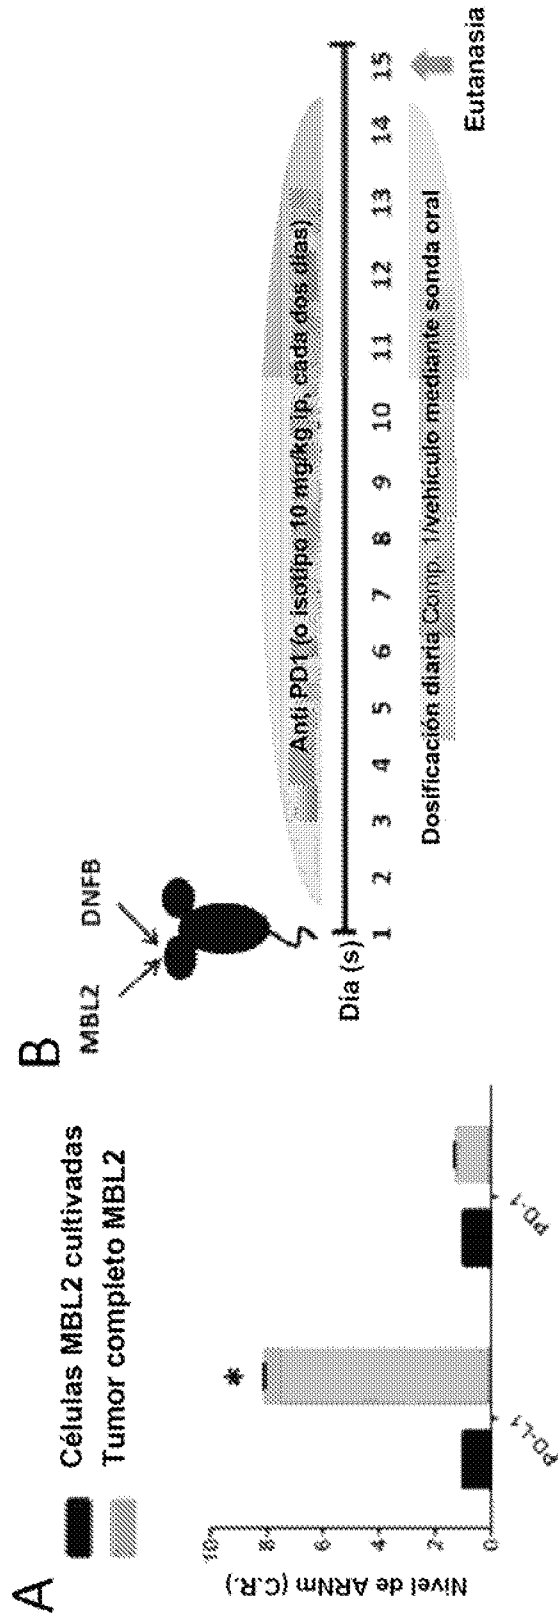 A
Células MBL2 cultivadas
Tumor completo MBL2
Nivel de ARNm (C.R.)
10
8
6
4
2
0
PD-L1
PD-1
*
B
MBL2
DNFB
Anti PD1 (o isotipo 10 mg/kg ip, cada dos días)
Día (s)
1 2 3 4 5 6 7 8 9 10 11 12 13 14 15
Dosificación diaria Comp. 1/vehículo mediante sonda oral
Eutanasia